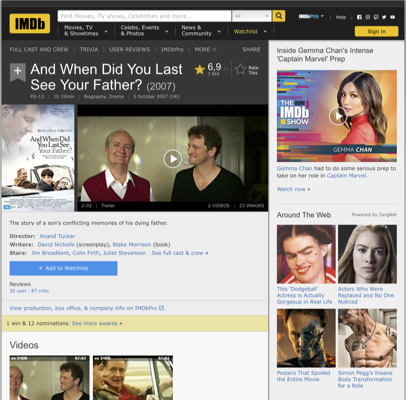 IMDb
Find Movies, TV shows, Celebrities and more...
All
IMDbPro
Help
Movies, TV
& Showtimes
Celebs, Events
& Photos
News &
Community
Watchlist
Sign in
FULL CAST AND CREW | TRIVIA | USER REVIEWS | IMDbPro | MORE
SHARE
And When Did You Last
See Your Father? (2007)
6,9
Rate
This
PG-13 | 1h 32min | Biography, Drama | 5 October 2007 (UK)
And When
Did You Last
See Your
Father?
2:02 | Trailer
2 VIDEOS | 23 IMAGES
The story of a son's conflicting memories of his dying father.
Director: Anand Tucker
Writers: David Nicholls (screenplay), Blake Morrison (book)
Stars: Jim Broadbent, Colin Firth, Juliet Stevenson | See full cast & crew »
+ Add to Watchlist
Reviews
35 user | 87 critic
View production, box office, & company info on IMDbPro
1 win & 12 nominations. See more awards »
Videos
Inside Gemma Chan's Intense
'Captain Marvel' Prep
THE
IMDb
SHOW
GEMMA CHAN
Gemma Chan had to do some serious prep
to take on her role in Captain Marvel.
Watch now »
Around The Web
Powered by ZergNet
This 'Dodgeball'
Actress is Actually
Gorgeous in Real Life
Actors Who Were
Replaced and No One
Noticed
Posters That Spoiled
the Entire Movie
Simon Pegg's Insane
Body Transformation
for a Role